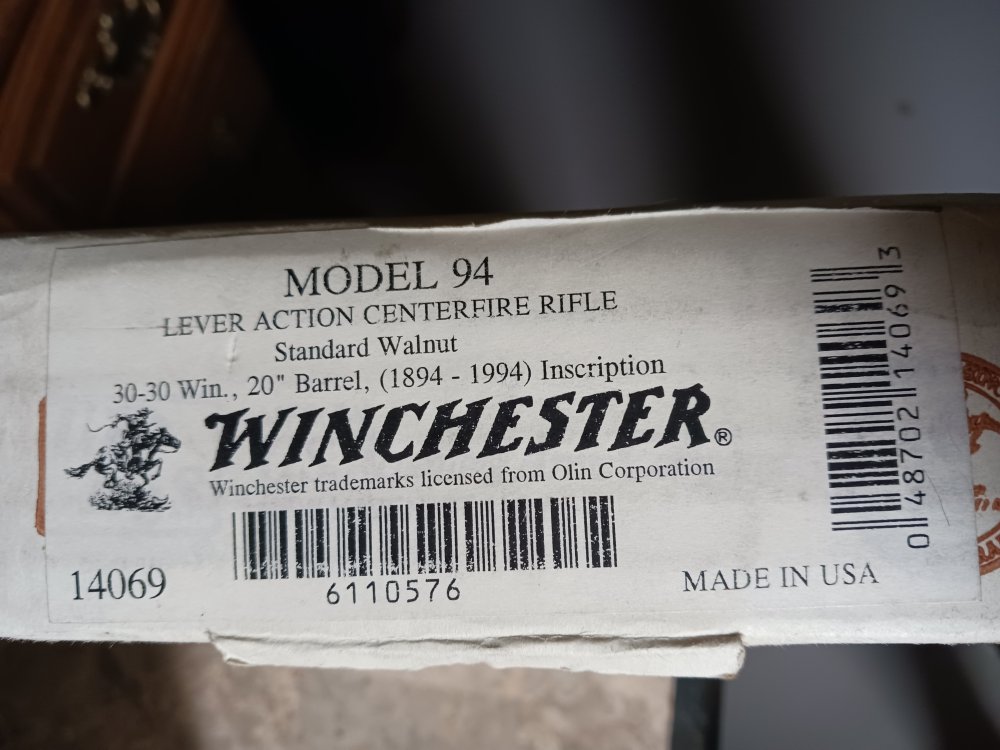 MODEL 94
LEVER ACTION CENTERFIRE RIFLE
Standard Walnut
30-30 Win., 20" Barrel, (1894 - 1994) Inscription
WINCHESTER®
Winchester trademarks licensed from Olin Corporation
6110576
14069
MADE IN USA
0 48702 14069 3